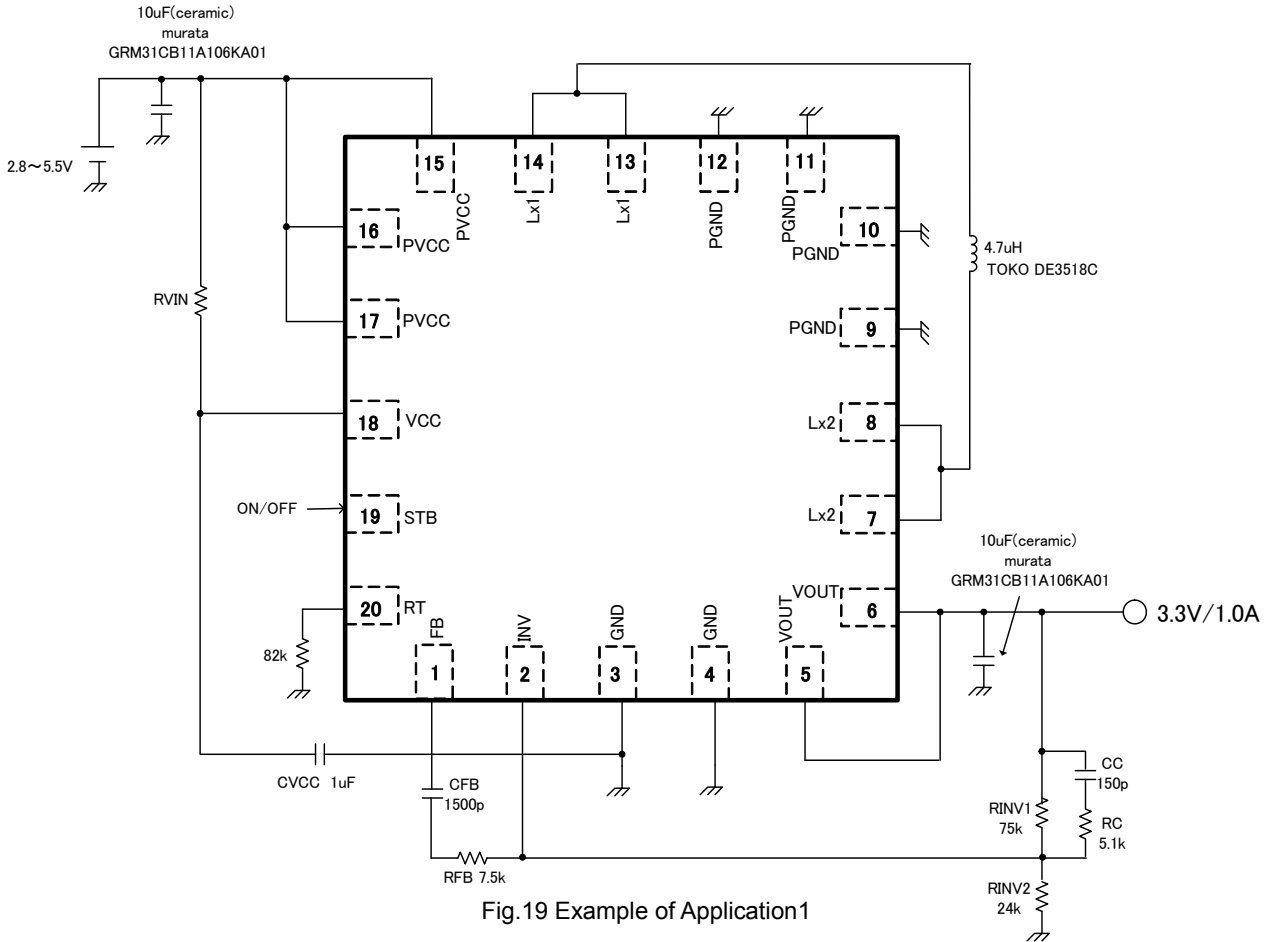 10uF(ceramic)
murata
GRM31CB11A106KA01
2.8～5.5V
15
PVCC
14
Lx1
13
Lx1
12
PGND
11
PGND
10
PGND
16
PVCC
4.7uH
TOKO DE3518C
RVIN
17
PVCC
PGND
9
18
VCC
Lx2
8
ON/OFF
19
STB
Lx2
7
10uF(ceramic)
murata
GRM31CB11A106KA01
20
RT
VOUT
6
3.3V/1.0A
82k
FB
1
INV
2
GND
3
GND
4
VOUT
5
CVCC 1uF
CFB
1500p
CC
150p
RINV1
75k
RC
5.1k
RFB 7.5k
RINV2
24k
Fig.19 Example of Application1